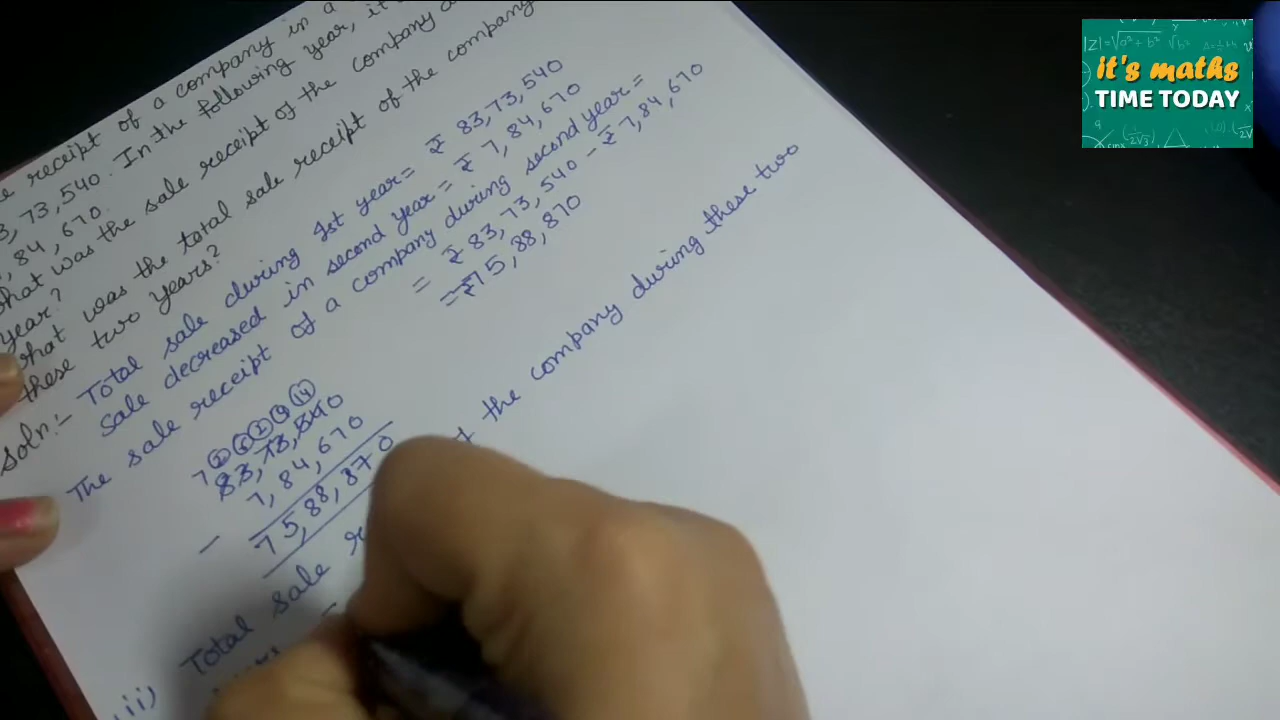 receipt of a company in a
3, 73, 540. In the following year, it
, 84, 670.
what was the sale receipt of the company
year?
what was the total sale receipt of the company
these two years?
Soln:- Total sale during 1st year= ₹ 83,73,540
Sale decreased in second year = ₹ 7,84,670
The sale receipt of a company during second year =
= ₹ 83,73,540 - ₹ 7,84,670
= ₹ 75,88,870
83,73,540
7,84,670
-
75,88,870
ii) Total sale the company during these two
=
|Z|=√a²+b²
it's maths
TIME TODAY